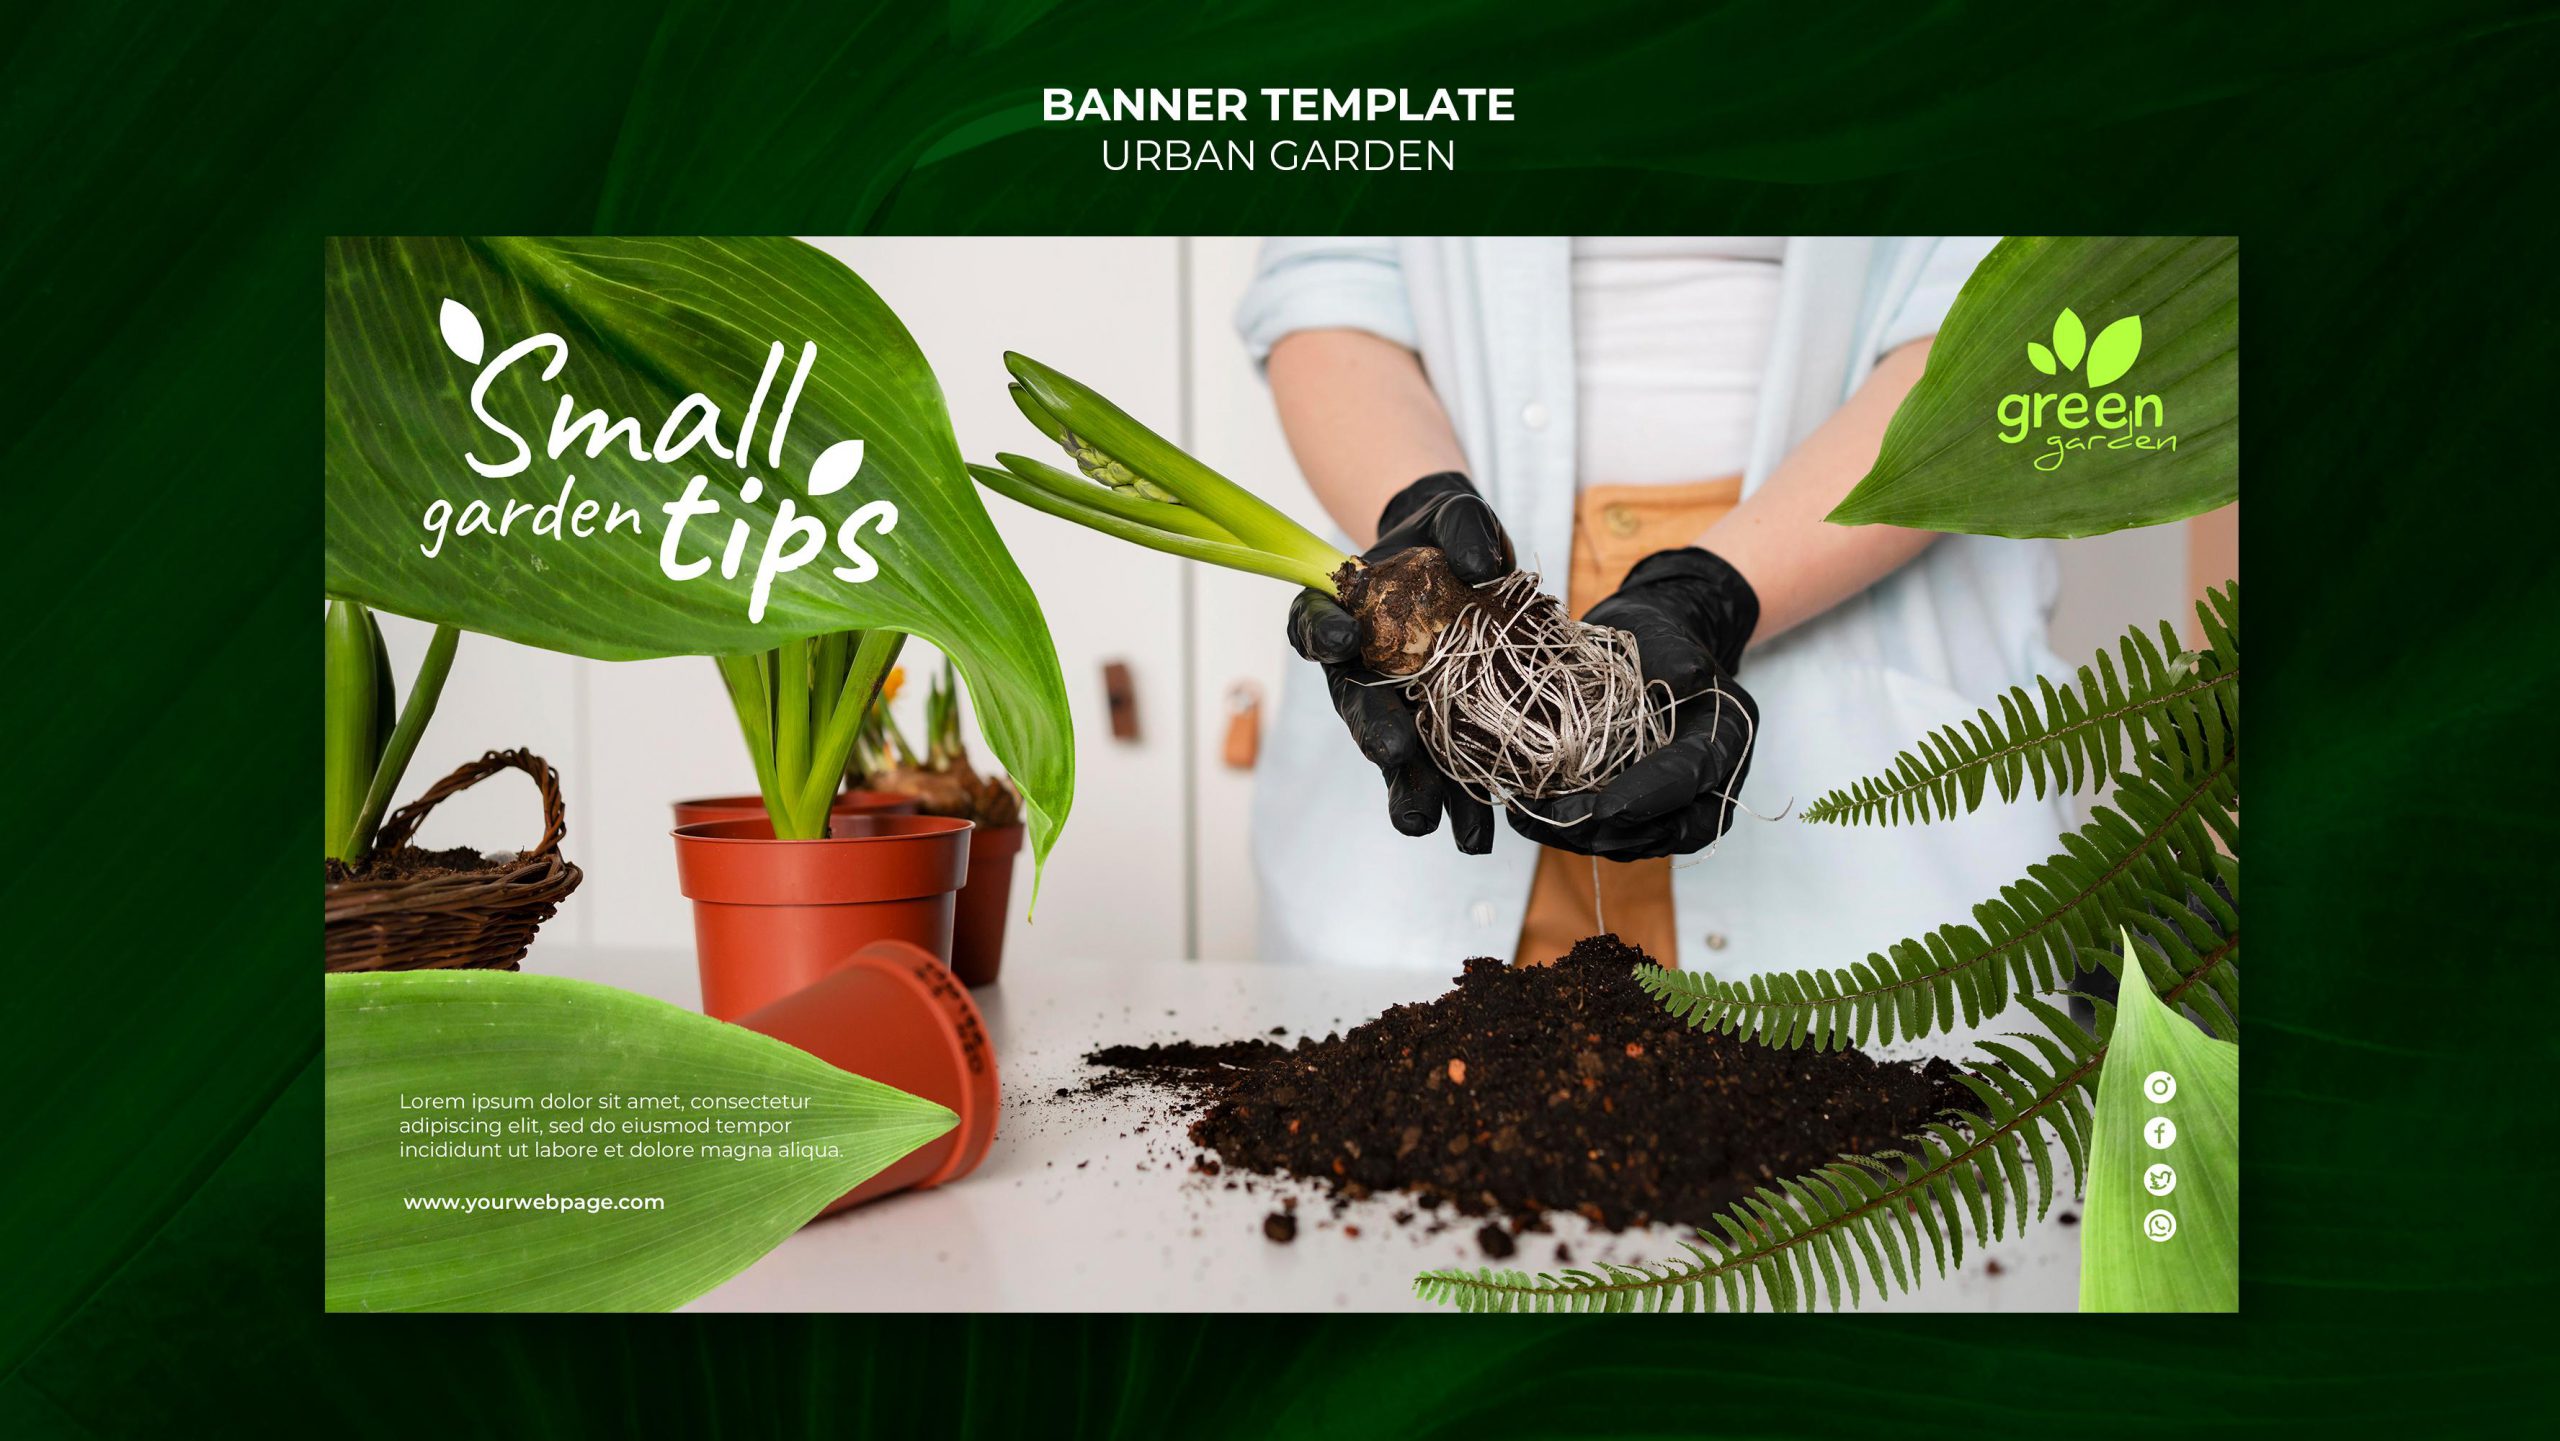 BANNER TEMPLATE
URBAN GARDEN
Small
garden tips
green
garden
Lorem ipsum dolor sit amet, consectetur
adipiscing elit, sed do eiusmod tempor
incididunt ut labore et dolore magna aliqua.
www.yourwebpage.com